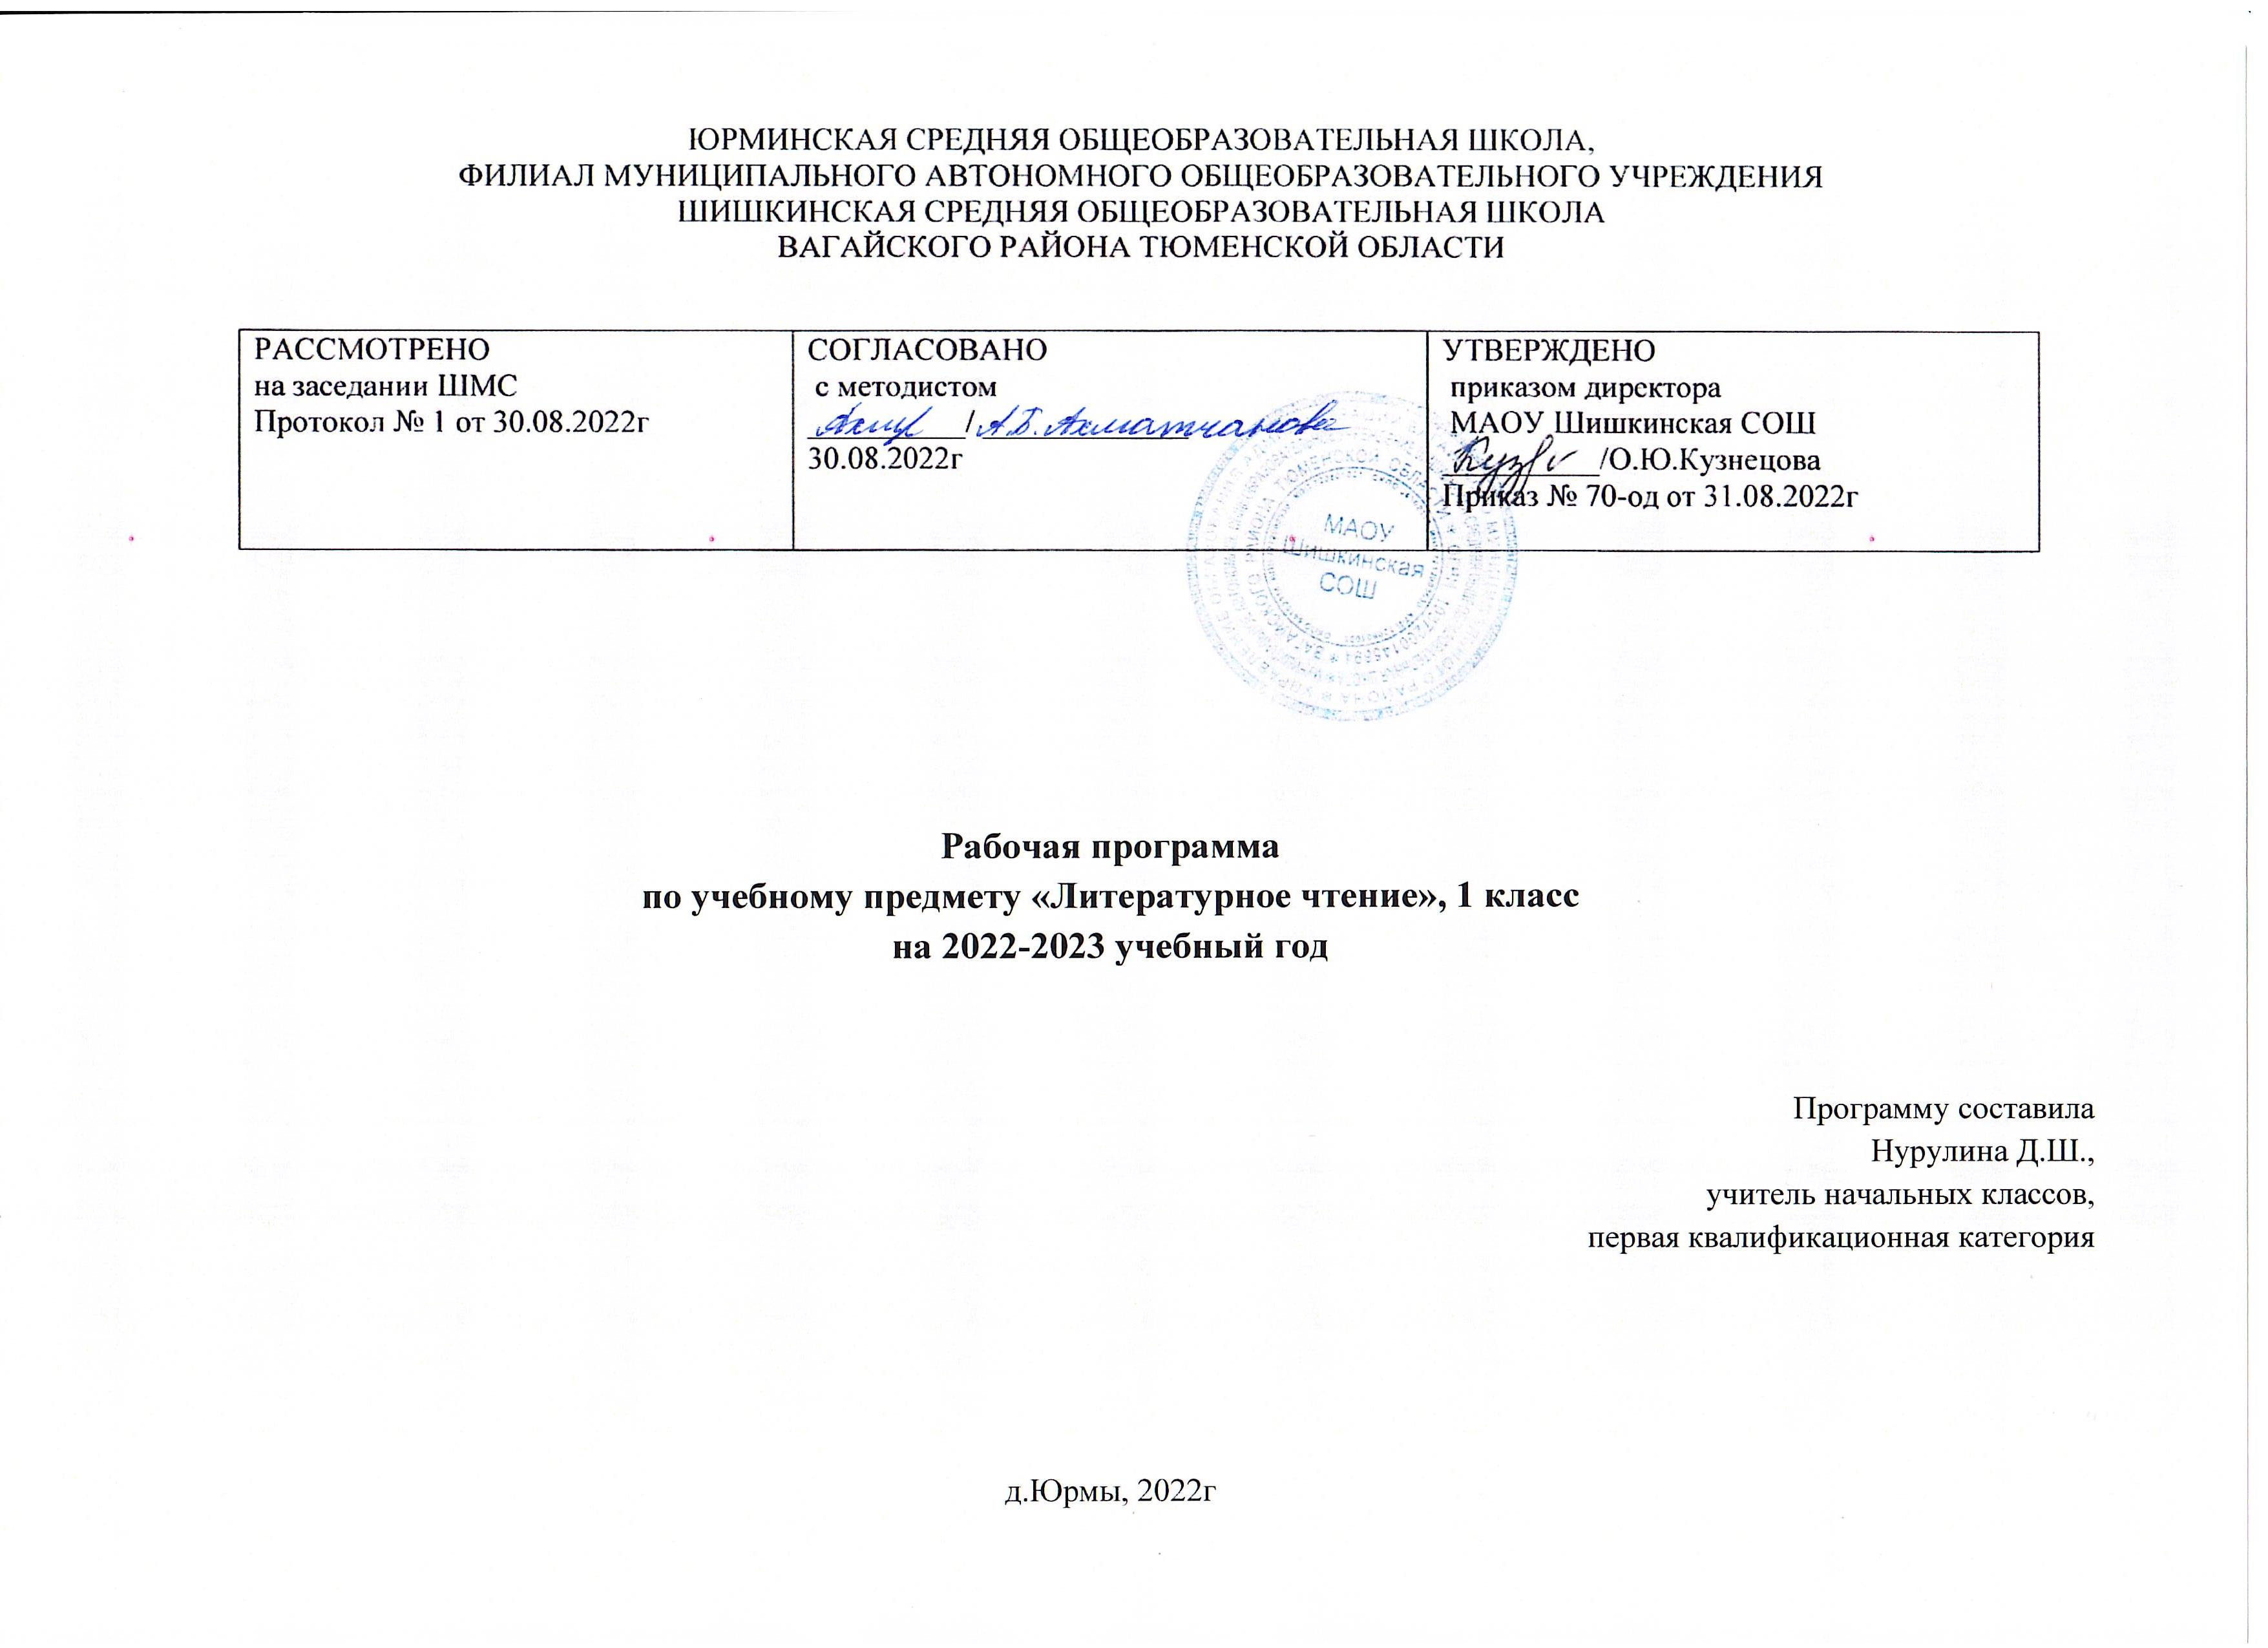 ЮРМИНСКАЯ СРЕДНЯЯ ОБЩЕОБРАЗОВАТЕЛЬНАЯ ШКОЛА,
ФИЛИАЛ МУНИЦИПАЛЬНОГО АВТОНОМНОГО ОБЩЕОБРАЗОВАТЕЛЬНОГО УЧРЕЖДЕНИЯ
ШИШКИНСКАЯ СРЕДНЯЯ ОБЩЕОБРАЗОВАТЕЛЬНАЯ ШКОЛА
ВАГАЙСКОГО РАЙОНА ТЮМЕНСКОЙ ОБЛАСТИ
РАССМОТРЕНО
на заседании ШМС
Протокол № 1 от 30.08.2022г
СОГЛАСОВАНО
с методистом
/ А.Б. Ахматчанова
30.08.2022г
УТВЕРЖДЕНО
приказом директора
МАОУ Шишкинская СОШ
/О.Ю.Кузнецова
Приказ № 70-од от 31.08.2022г
МАОУ
Шишкинская
СОШ
Рабочая программа
по учебному предмету «Литературное чтение», 1 класс
на 2022-2023 учебный год
Программу составила
Нурулина Д.Ш.,
учитель начальных классов,
первая квалификационная категория
д.Юрмы, 2022г